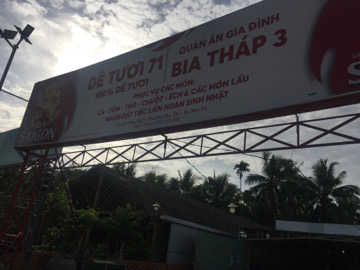 DÊ TƯƠI 71
100% DÊ TƯƠI
QUÁN ĂN GIA ĐÌNH
BIA THÁP 3
PHỤC VỤ CÁC MÓN:
CÁ - TÔM - THỎ - CHUỘT - ẾCH & CÁC MÓN LẨU
NHẬN ĐẶT TIỆC LIÊN HOAN SINH NHẬT
SAIGON